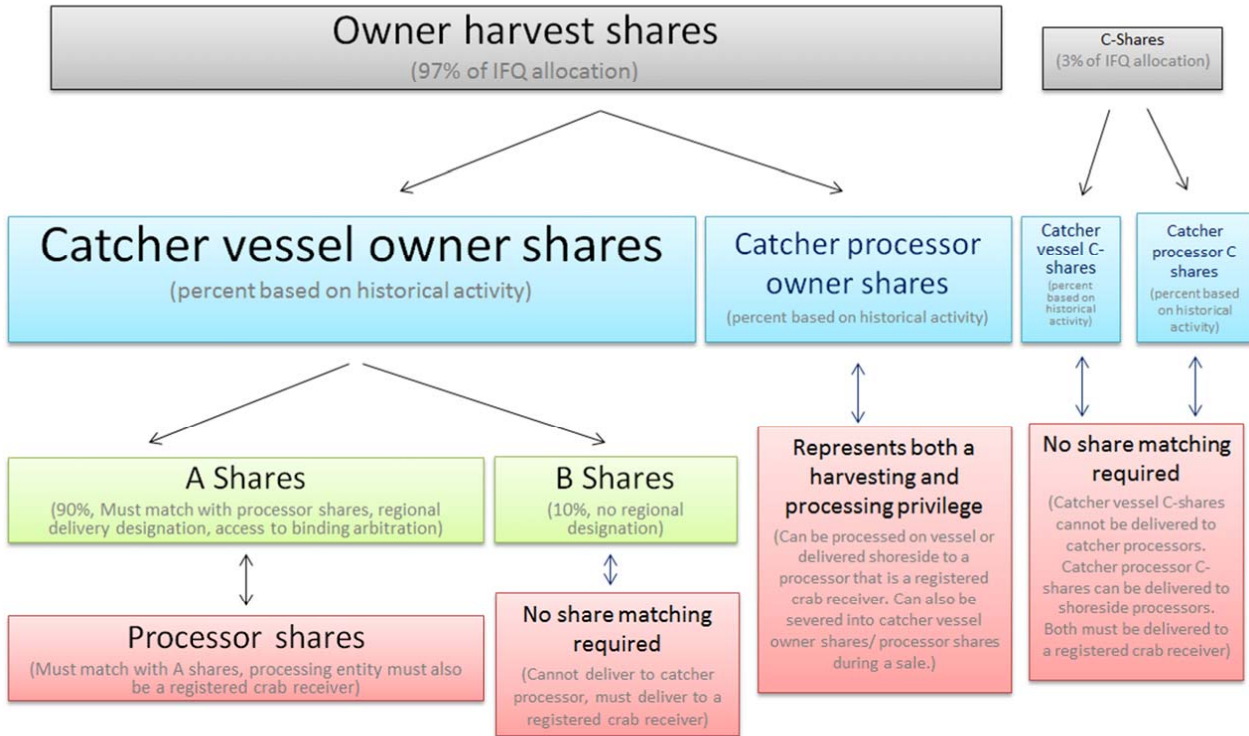 Owner harvest shares
(97% of IFQ allocation)
C-Shares
(3% of IFQ allocation)
Catcher vessel owner shares
(percent based on historical activity)
Catcher processor
owner shares
(percent based on historical activity)
Catcher
vessel C-
shares
(percent
based on
historical
activity)
Catcher
processor C
shares
(percent based
on historical
activity)
A Shares
(90%, Must match with processor shares, regional
delivery designation, access to binding arbitration)
B Shares
(10%, no regional
designation)
Represents both a
harvesting and
processing privilege
(Can be processed on vessel or
delivered shoreside to a
processor that is a registered
crab receiver. Can also be
severed into catcher vessel
owner shares/ processor shares
during a sale.)
No share matching
required
(Catcher vessel C-shares
cannot be delivered to
catcher processors.
Catcher processor C-
shares can be delivered to
shoreside processors.
Both must be delivered to
a registered crab receiver)
Processor shares
(Must match with A shares, processing entity must also
be a registered crab receiver)
No share matching
required
(Cannot deliver to catcher
processor, must deliver to a
registered crab receiver)